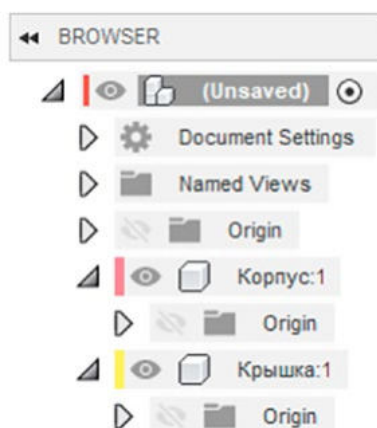 BROWSER
(Unsaved)
Document Settings
Named Views
Origin
Корпус:1
Origin
Крышка:1
Origin